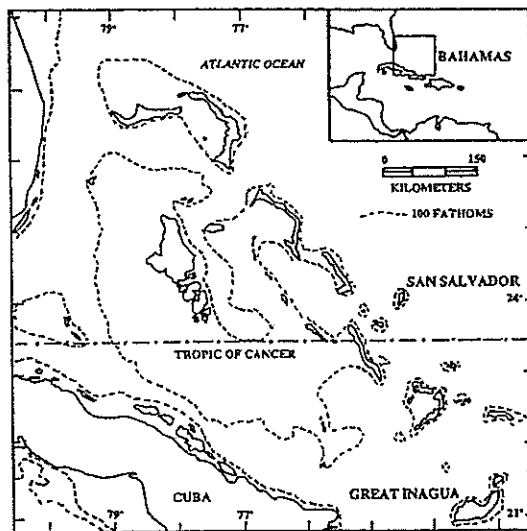 79° 77°
ATLANTIC OCEAN
BAHAMAS
0 150
KILOMETERS
100 FATHOMS
SAN SALVADOR
24°
TROPIC OF CANCER
CUBA
GREAT INAGUA
21°
79° 77°